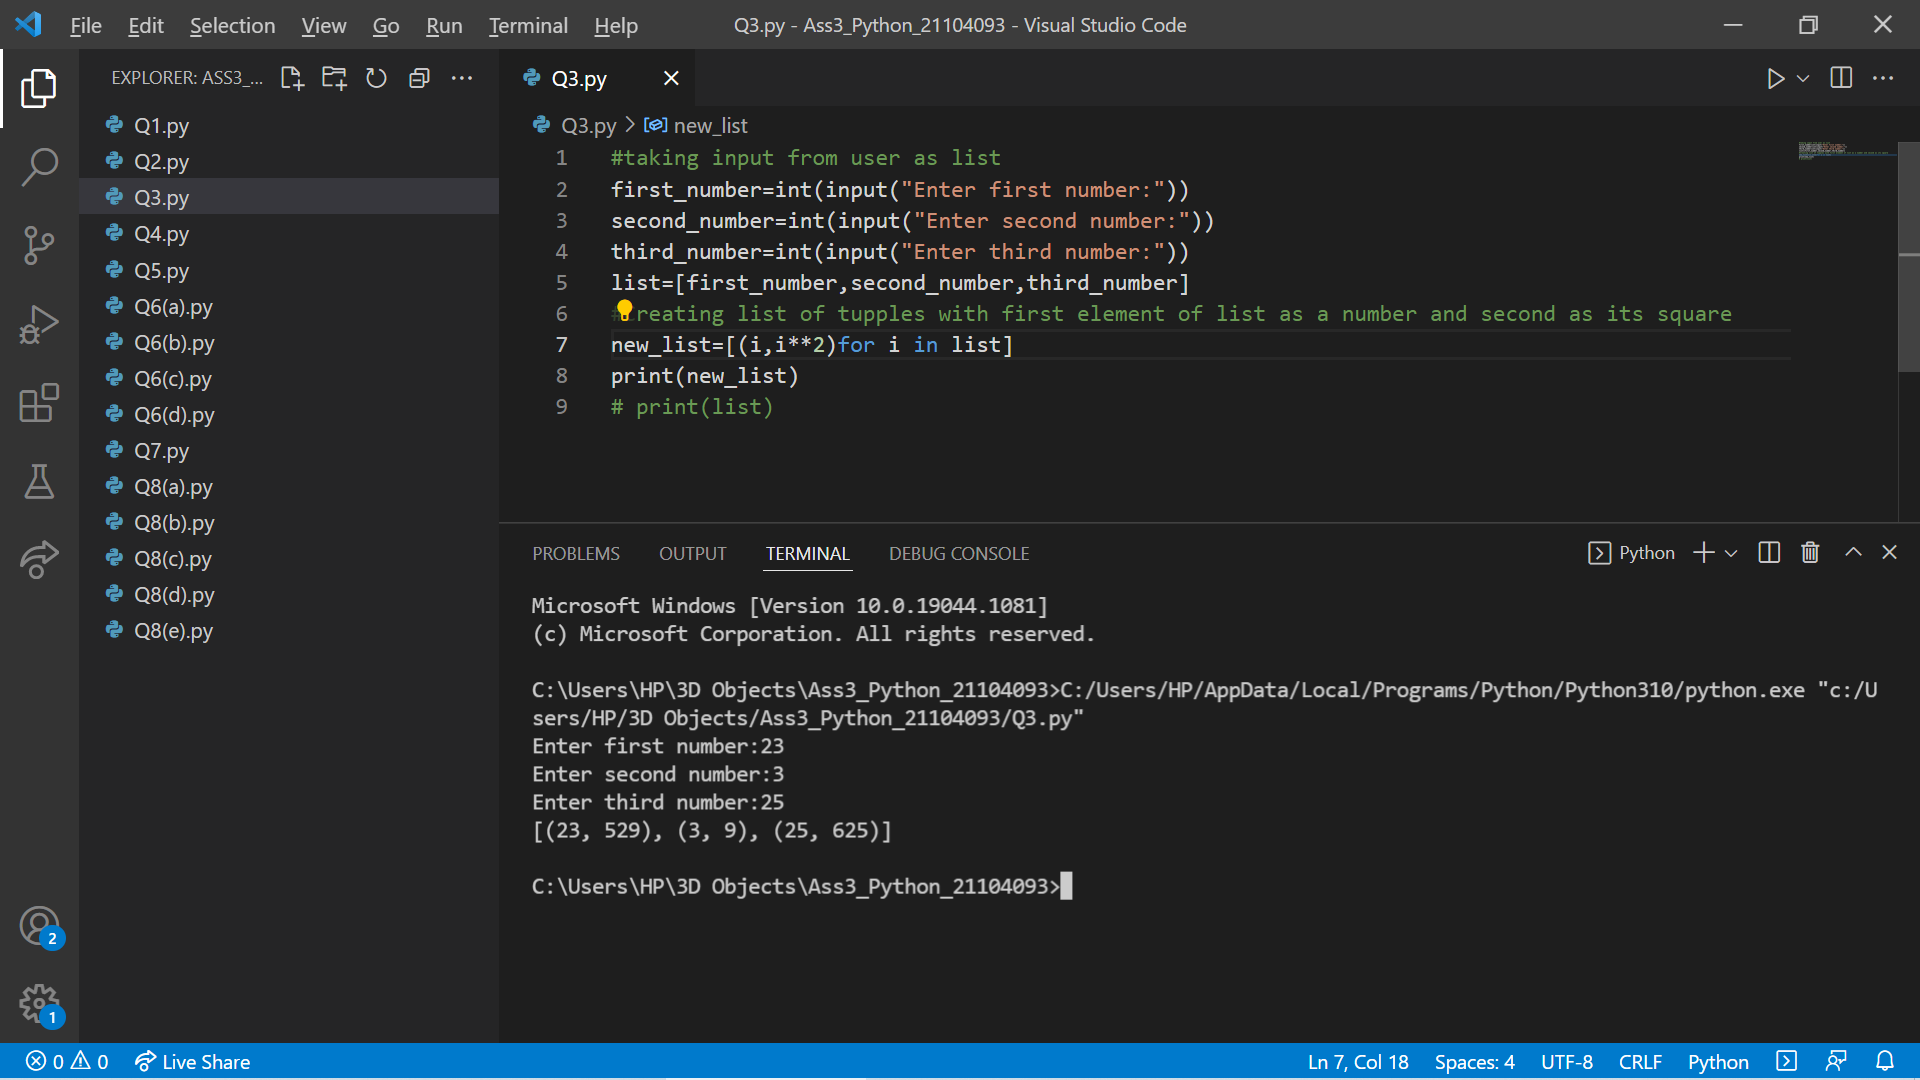 File Edit Selection View Go Run Terminal Help
Q3.py - Ass3_Python_21104093 - Visual Studio Code
EXPLORER: ASS3_...
Q1.py
Q2.py
Q3.py
Q4.py
Q5.py
Q6(a).py
Q6(b).py
Q6(c).py
Q6(d).py
Q7.py
Q8(a).py
Q8(b).py
Q8(c).py
Q8(d).py
Q8(e).py
2
1
Q3.py
Q3.py > new_list
1 #taking input from user as list
2 first_number=int(input("Enter first number:"))
3 second_number=int(input("Enter second number:"))
4 third_number=int(input("Enter third number:"))
5 list=[first_number,second_number,third_number]
6 #reating list of tupples with first element of list as a number and second as its square
7 new_list=[(i,i**2)for i in list]
8 print(new_list)
9 # print(list)
PROBLEMS OUTPUT TERMINAL DEBUG CONSOLE
Python
Microsoft Windows [Version 10.0.19044.1081]
(c) Microsoft Corporation. All rights reserved.
C:\Users\HP\3D Objects\Ass3_Python_21104093>C:/Users/HP/AppData/Local/Programs/Python/Python310/python.exe "c:/U
sers/HP/3D Objects/Ass3_Python_21104093/Q3.py"
Enter first number:23
Enter second number:3
Enter third number:25
[(23, 529), (3, 9), (25, 625)]
C:\Users\HP\3D Objects\Ass3_Python_21104093>
0 0 Live Share
Ln 7, Col 18 Spaces: 4 UTF-8 CRLF Python